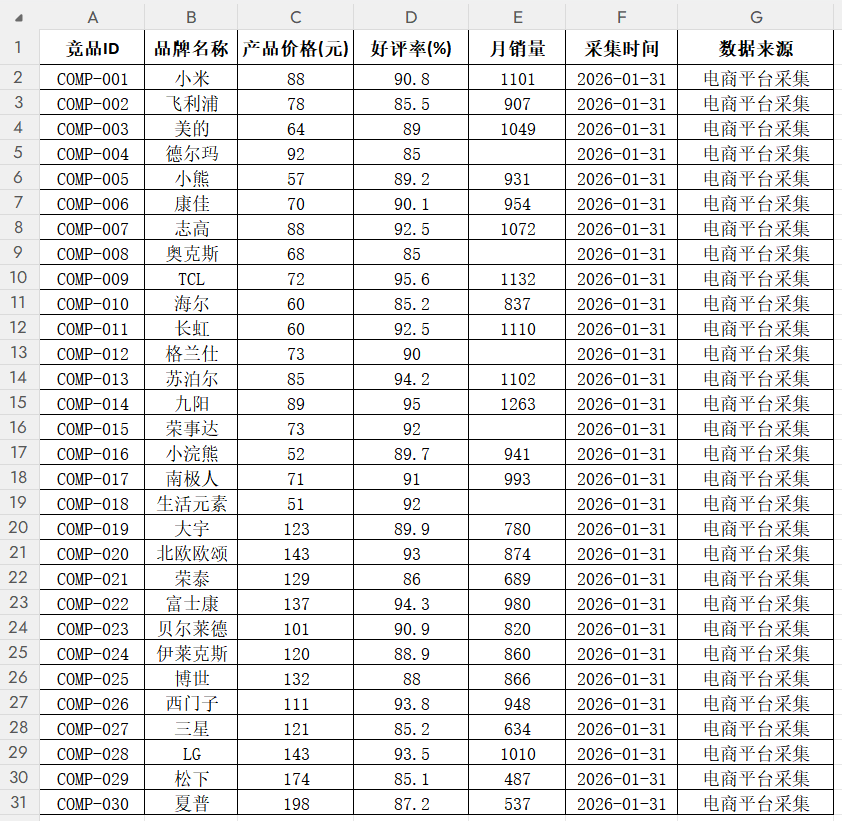 A B C D E F G
1 竞品ID 品牌名称 产品价格(元) 好评率(%) 月销量 采集时间 数据来源
2 COMP-001 小米 88 90.8 1101 2026-01-31 电商平台采集
3 COMP-002 飞利浦 78 85.5 907 2026-01-31 电商平台采集
4 COMP-003 美的 64 89 1049 2026-01-31 电商平台采集
5 COMP-004 德尔玛 92 85 2026-01-31 电商平台采集
6 COMP-005 小熊 57 89.2 931 2026-01-31 电商平台采集
7 COMP-006 康佳 70 90.1 954 2026-01-31 电商平台采集
8 COMP-007 志高 88 92.5 1072 2026-01-31 电商平台采集
9 COMP-008 奥克斯 68 85 2026-01-31 电商平台采集
10 COMP-009 TCL 72 95.6 1132 2026-01-31 电商平台采集
11 COMP-010 海尔 60 85.2 837 2026-01-31 电商平台采集
12 COMP-011 长虹 60 92.5 1110 2026-01-31 电商平台采集
13 COMP-012 格兰仕 73 90 2026-01-31 电商平台采集
14 COMP-013 苏泊尔 85 94.2 1102 2026-01-31 电商平台采集
15 COMP-014 九阳 89 95 1263 2026-01-31 电商平台采集
16 COMP-015 荣事达 73 92 2026-01-31 电商平台采集
17 COMP-016 小浣熊 52 89.7 941 2026-01-31 电商平台采集
18 COMP-017 南极人 71 91 993 2026-01-31 电商平台采集
19 COMP-018 生活元素 51 92 2026-01-31 电商平台采集
20 COMP-019 大宇 123 89.9 780 2026-01-31 电商平台采集
21 COMP-020 北欧欧颂 143 93 874 2026-01-31 电商平台采集
22 COMP-021 荣泰 129 86 689 2026-01-31 电商平台采集
23 COMP-022 富士康 137 94.3 980 2026-01-31 电商平台采集
24 COMP-023 贝尔莱德 101 90.9 820 2026-01-31 电商平台采集
25 COMP-024 伊莱克斯 120 88.9 860 2026-01-31 电商平台采集
26 COMP-025 博世 132 88 866 2026-01-31 电商平台采集
27 COMP-026 西门子 111 93.8 948 2026-01-31 电商平台采集
28 COMP-027 三星 121 85.2 634 2026-01-31 电商平台采集
29 COMP-028 LG 143 93.5 1010 2026-01-31 电商平台采集
30 COMP-029 松下 174 85.1 487 2026-01-31 电商平台采集
31 COMP-030 夏普 198 87.2 537 2026-01-31 电商平台采集